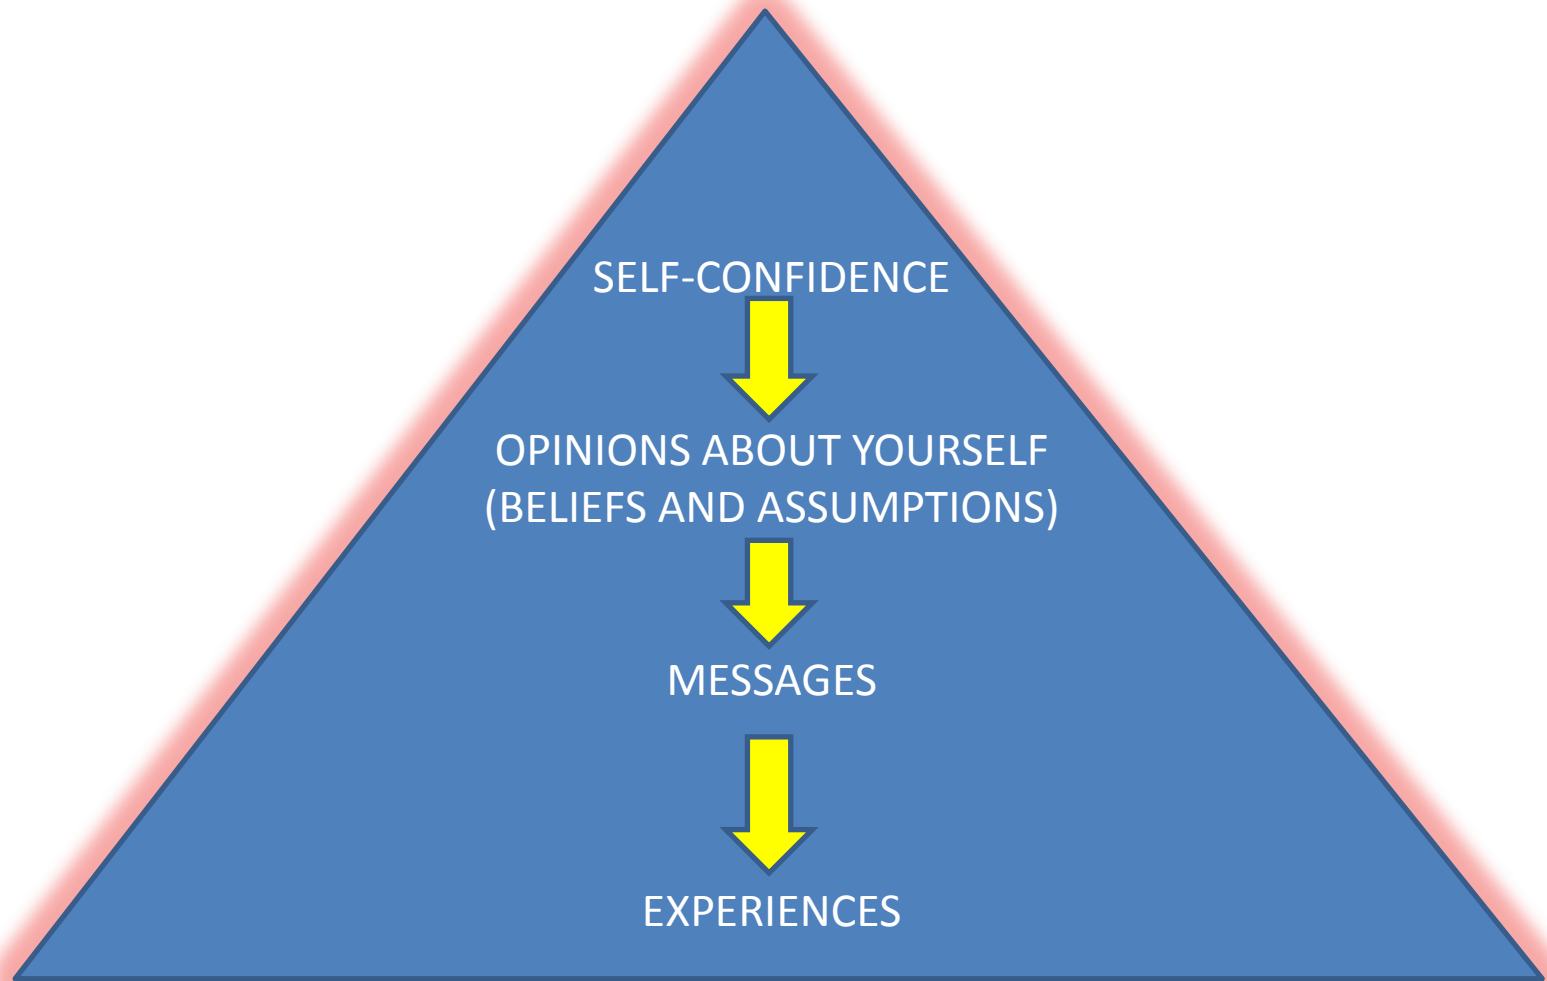 SELF-CONFIDENCE
OPINIONS ABOUT YOURSELF
(BELIEFS AND ASSUMPTIONS)
MESSAGES
EXPERIENCES